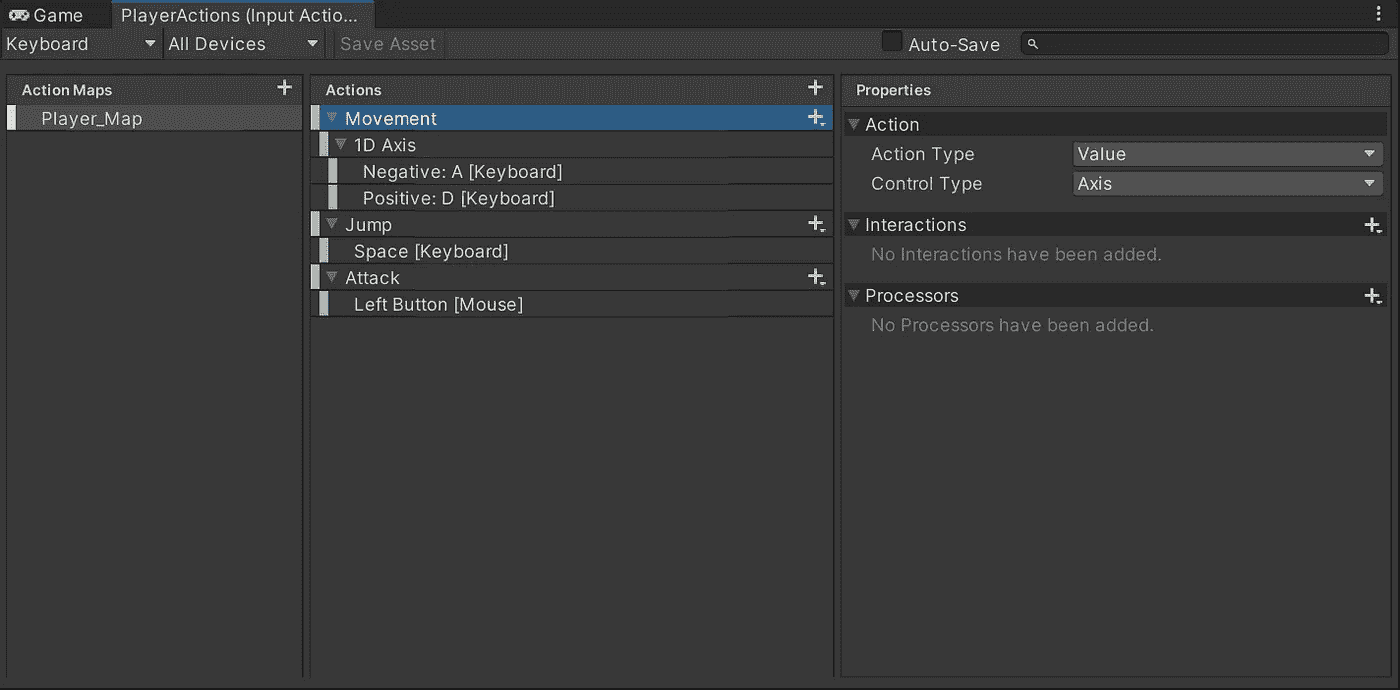 Game PlayerActions (Input Actio...
Keyboard All Devices Save Asset Auto-Save
Action Maps
Player_Map
Actions
Movement
1D Axis
Negative: A [Keyboard]
Positive: D [Keyboard]
Jump
Space [Keyboard]
Attack
Left Button [Mouse]
Properties
Action
Action Type Value
Control Type Axis
Interactions
No Interactions have been added.
Processors
No Processors have been added.